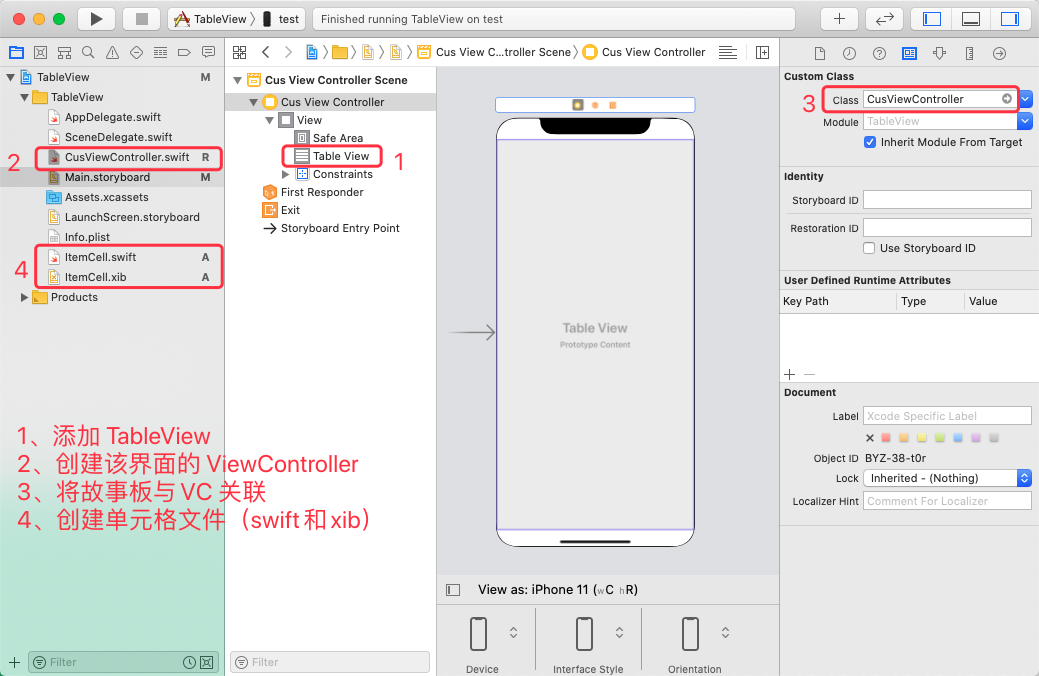 TableView
test
Finished running TableView on test
Cus View C...troller Scene
Cus View Controller
TableView M
TableView
AppDelegate.swift
SceneDelegate.swift
2
CusViewController.swift R
Main.storyboard M
Assets.xcassets
LaunchScreen.storyboard
Info.plist
4
ItemCell.swift A
ItemCell.xib A
Products
1、添加 TableView
2、创建该界面的 ViewController
3、将故事板与 VC 关联
4、创建单元格文件（swift 和 xib）
Filter
Cus View Controller Scene
Cus View Controller
View
Safe Area
Table View
1
Constraints
First Responder
Exit
Storyboard Entry Point
Filter
Table View
Prototype Content
View as: iPhone 11 (wC hR)
Device
Interface Style
Orientation
Custom Class
3
Class CusViewController
Module TableView
Inherit Module From Target
Identity
Storyboard ID
Restoration ID
Use Storyboard ID
User Defined Runtime Attributes
Key Path Type Value
Document
Label Xcode Specific Label
Object ID BYZ-38-t0r
Lock Inherited - (Nothing)
Localizer Hint Comment For Localizer